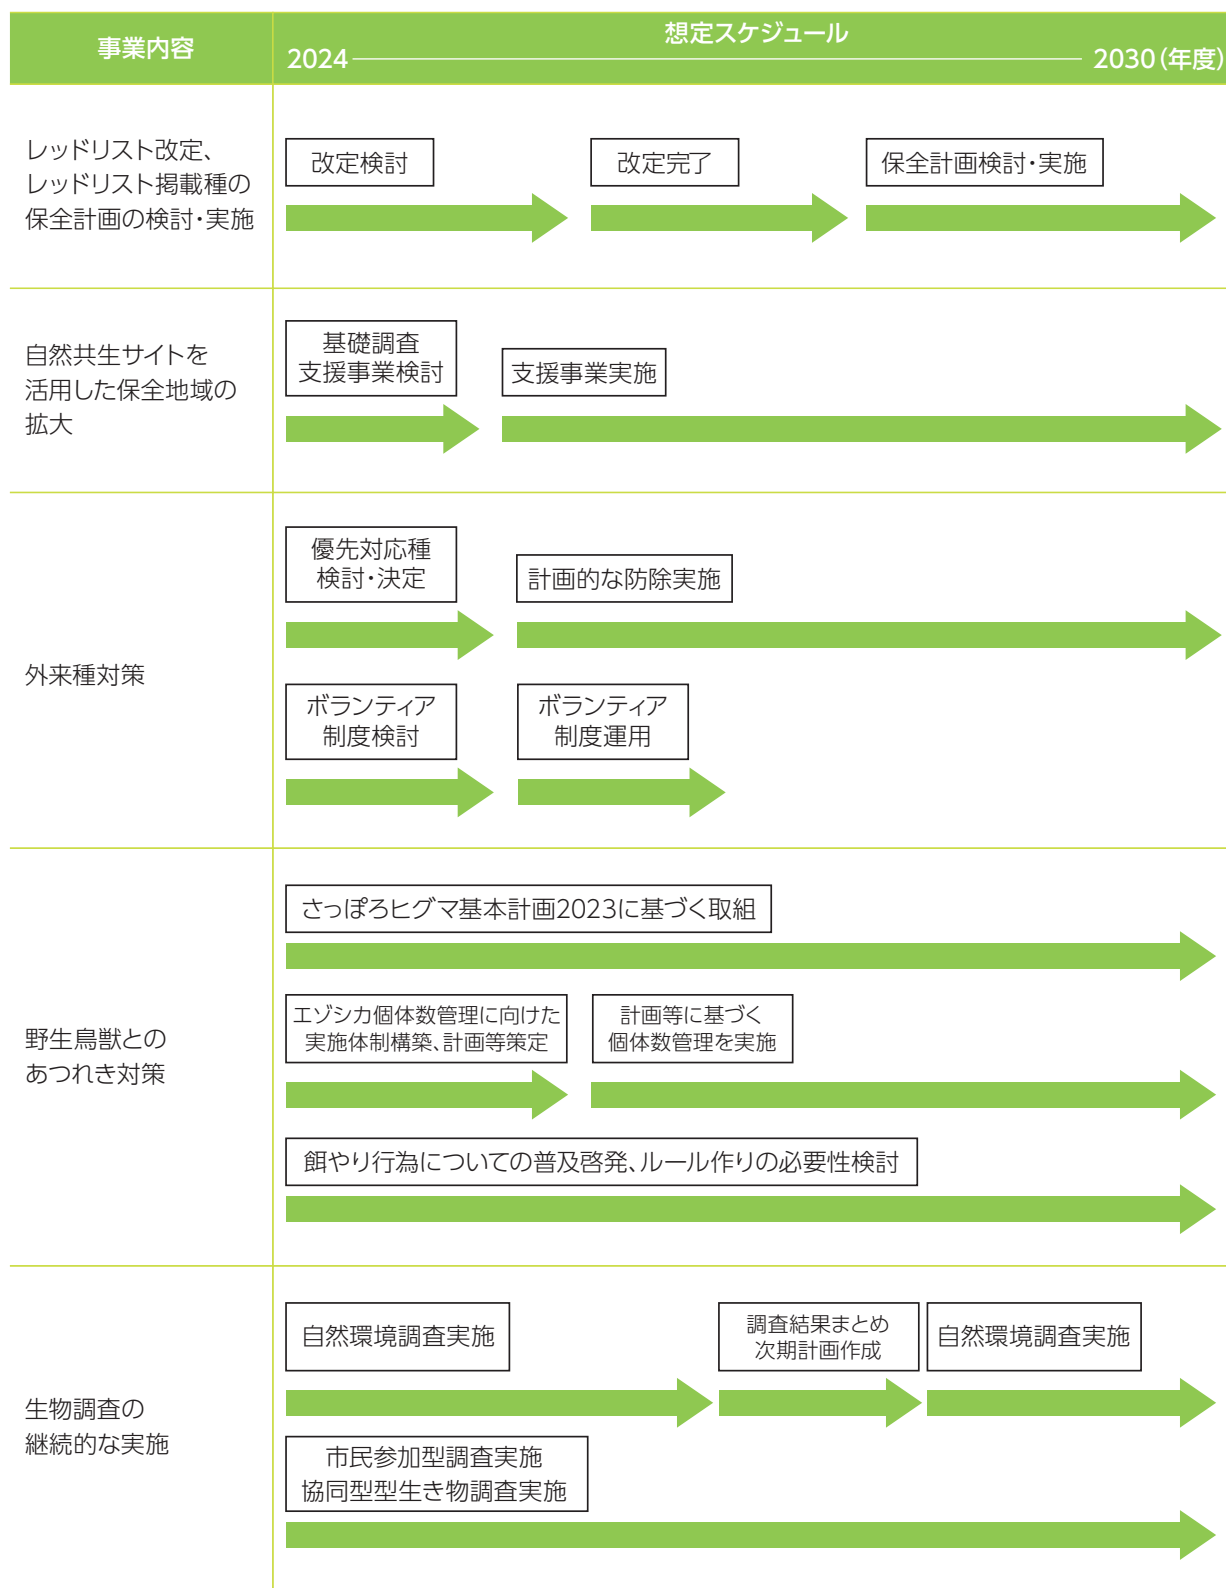 事業内容
想定スケジュール
2024
2030(年度)
レッドリスト改定、
レッドリスト掲載種の
保全計画の検討・実施
改定検討
改定完了
保全計画検討・実施
自然共生サイトを
活用した保全地域の
拡大
基礎調査
支援事業検討
支援事業実施
外来種対策
優先対応種
検討・決定
計画的な防除実施
ボランティア
制度検討
ボランティア
制度運用
野生鳥獣との
あつれき対策
さっぽろヒグマ基本計画2023に基づく取組
エゾシカ個体数管理に向けた
実施体制構築、計画等策定
計画等に基づく
個体数管理を実施
餌やり行為についての普及啓発、ルール作りの必要性検討
生物調査の
継続的な実施
自然環境調査実施
調査結果まとめ
次期計画作成
自然環境調査実施
市民参加型調査実施
協同型型生き物調査実施